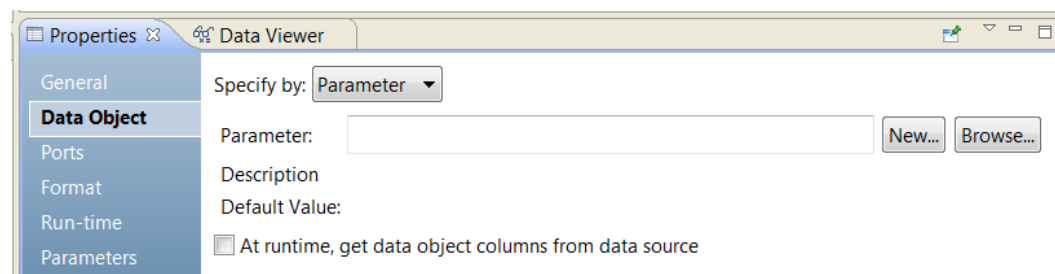 Properties Data Viewer
General
Data Object
Ports
Format
Run-time
Parameters
Specify by: Parameter
Parameter: New... Browse...
Description
Default Value:
At runtime, get data object columns from data source